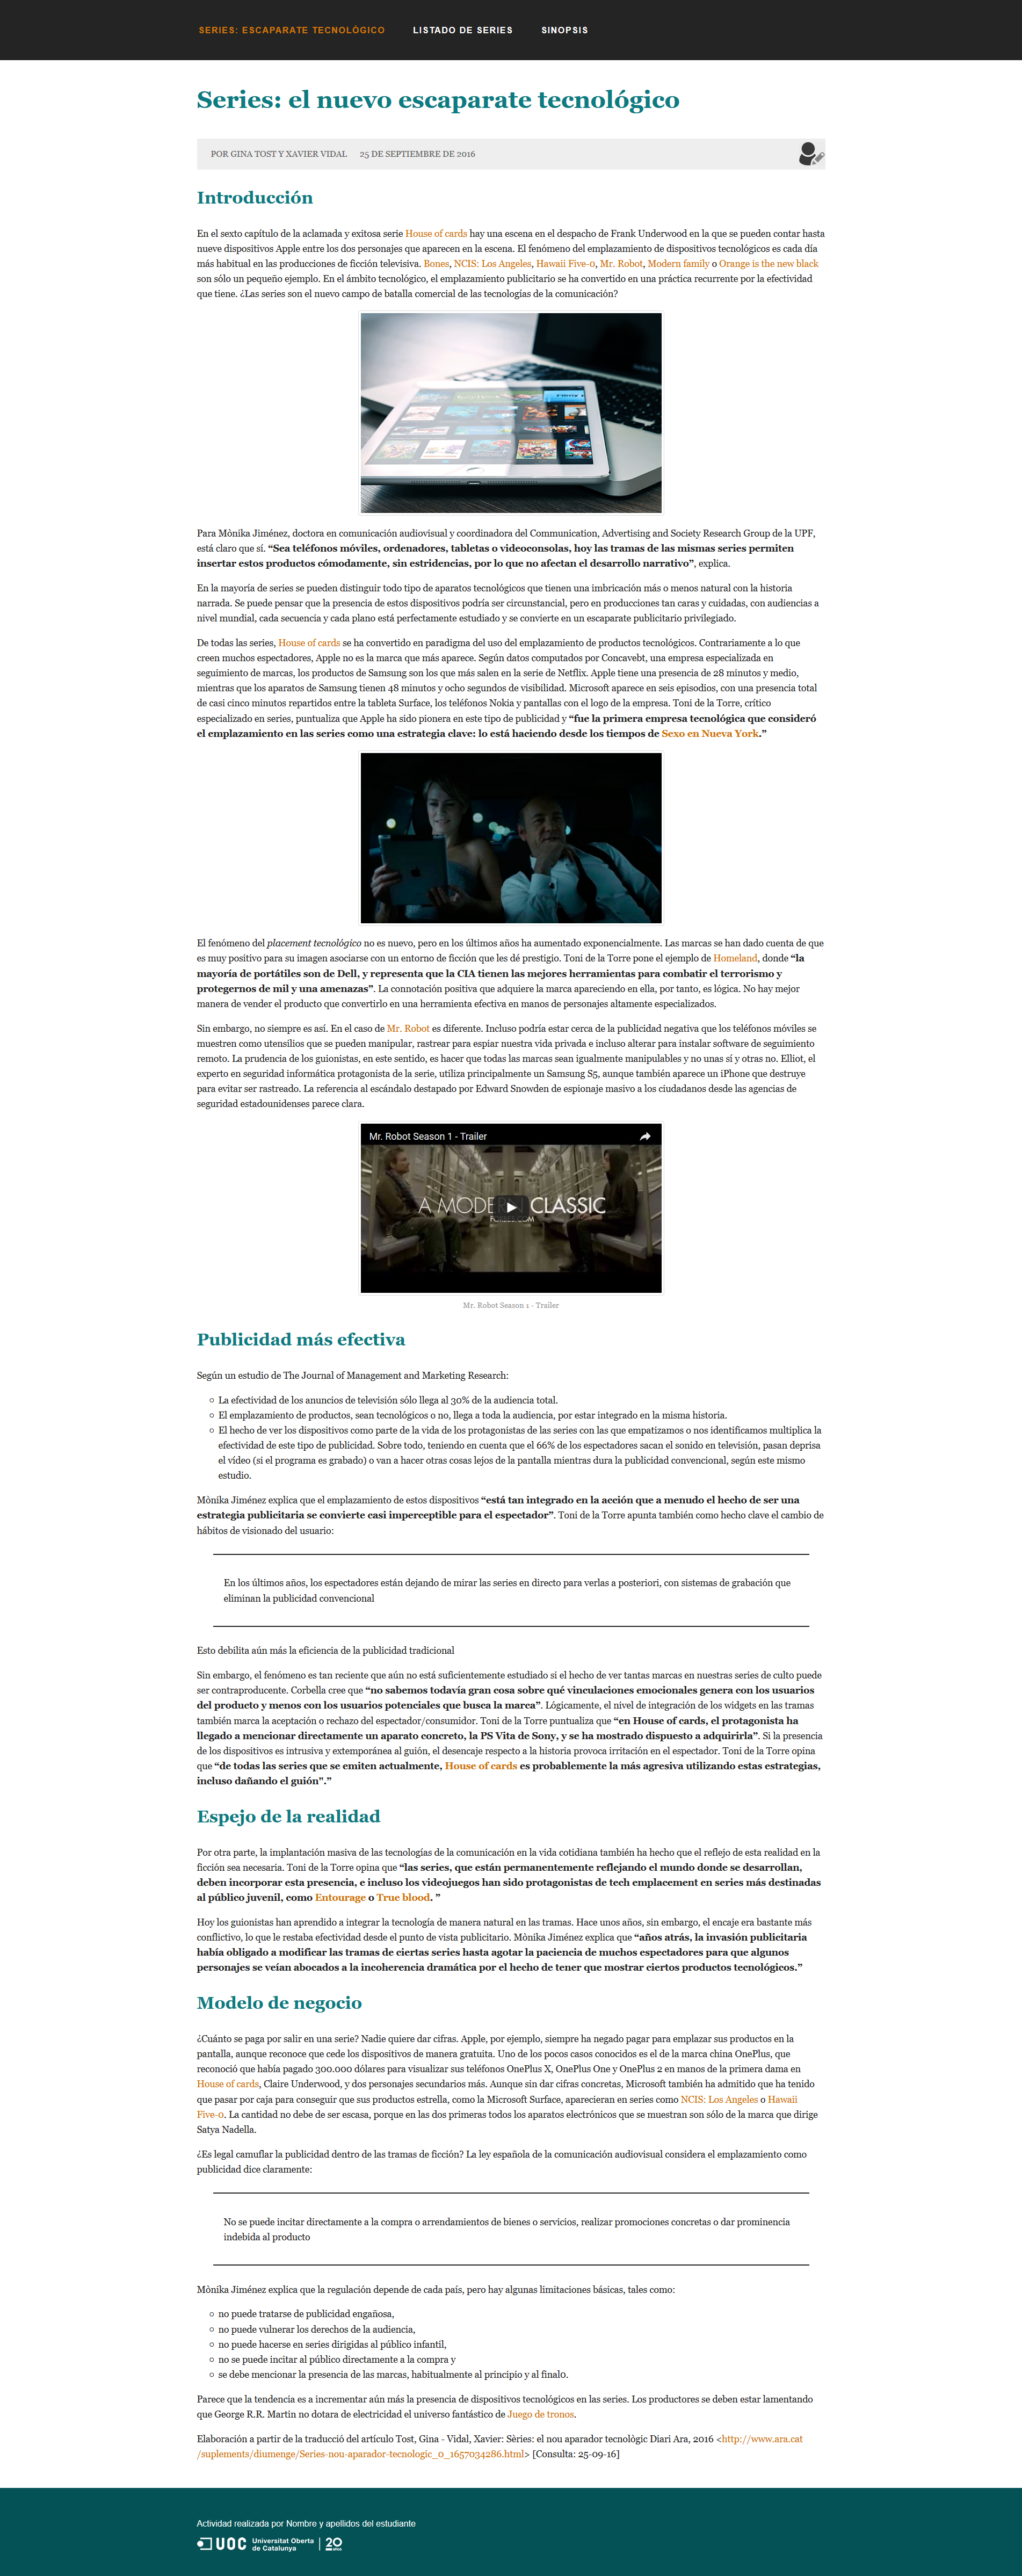 SERIES: ESCAPARATE TECNOLÓGICO LISTADO DE SERIES SINOPSIS
Series: el nuevo escaparate tecnológico
POR GINA TOST Y XAVIER VIDAL 25 DE SEPTIEMBRE DE 2016
Introducción
En el sexto capítulo de la aclamada y exitosa serie House of cards hay una escena en el despacho de Frank Underwood en la que se pueden contar hasta
nueve dispositivos Apple entre los dos personajes que aparecen en la escena. El fenómeno del emplazamiento de dispositivos tecnológicos es cada día
más habitual en las producciones de ficción televisiva. Bones, NCIS: Los Angeles, Hawaii Five-0, Mr. Robot, Modern family o Orange is the new black
son sólo un pequeño ejemplo. En el ámbito tecnológico, el emplazamiento publicitario se ha convertido en una práctica recurrente por la efectividad
que tiene. ¿Las series son el nuevo campo de batalla comercial de las tecnologías de la comunicación?
Para Mònika Jiménez, doctora en comunicación audiovisual y coordinadora del Communication, Advertising and Society Research Group de la UPF,
está claro que sí. “Sea teléfonos móviles, ordenadores, tabletas o videoconsolas, hoy las tramas de las mismas series permiten
insertar estos productos cómodamente, sin estridencias, por lo que no afectan el desarrollo narrativo”, explica.
En la mayoría de series se pueden distinguir todo tipo de aparatos tecnológicos que tienen una imbricación más o menos natural con la historia
narrada. Se puede pensar que la presencia de estos dispositivos podría ser circunstancial, pero en producciones tan caras y cuidadas, con audiencias a
nivel mundial, cada secuencia y cada plano está perfectamente estudiado y se convierte en un escaparate publicitario privilegiado.
De todas las series, House of cards se ha convertido en paradigma del uso del emplazamiento de productos tecnológicos. Contrariamente a lo que
creen muchos espectadores, Apple no es la marca que más aparece. Según datos computados por Concavebt, una empresa especializada en
seguimiento de marcas, los productos de Samsung son los que más salen en la serie de Netflix. Apple tiene una presencia de 28 minutos y medio,
mientras que los aparatos de Samsung tienen 48 minutos y ocho segundos de visibilidad. Microsoft aparece en seis episodios, con una presencia total
de casi cinco minutos repartidos entre la tableta Surface, los teléfonos Nokia y pantallas con el logo de la empresa. Toni de la Torre, crítico
especializado en series, puntualiza que Apple ha sido pionera en este tipo de publicidad y “fue la primera empresa tecnológica que consideró
el emplazamiento en las series como una estrategia clave: lo está haciendo desde los tiempos de Sexo en Nueva York.”
El fenómeno del placement tecnológico no es nuevo, pero en los últimos años ha aumentado exponencialmente. Las marcas se han dado cuenta de que
es muy positivo para su imagen asociarse con un entorno de ficción que les dé prestigio. Toni de la Torre pone el ejemplo de Homeland, donde “la
mayoría de portátiles son de Dell, y representa que la CIA tienen las mejores herramientas para combatir el terrorismo y
protegernos de mil y una amenazas”. La connotación positiva que adquiere la marca apareciendo en ella, por tanto, es lógica. No hay mejor
manera de vender el producto que convertirlo en una herramienta efectiva en manos de personajes altamente especializados.
Sin embargo, no siempre es así. En el caso de Mr. Robot es diferente. Incluso podría estar cerca de la publicidad negativa que los teléfonos móviles se
muestren como utensilios que se pueden manipular, rastrear para espiar nuestra vida privada e incluso alterar para instalar software de seguimiento
remoto. La prudencia de los guionistas, en este sentido, es hacer que todas las marcas sean igualmente manipulables y no unas sí y otras no. Elliot, el
experto en seguridad informática protagonista de la serie, utiliza principalmente un Samsung S5, aunque también aparece un iPhone que destruye
para evitar ser rastreado. La referencia al escándalo destapado por Edward Snowden de espionaje masivo a los ciudadanos desde las agencias de
seguridad estadounidenses parece clara.
Mr. Robot Season 1 - Trailer
A MODERN CLASSIC
Mr. Robot Season 1 - Trailer
Publicidad más efectiva
Según un estudio de The Journal of Management and Marketing Research:
La efectividad de los anuncios de televisión sólo llega al 30% de la audiencia total.
El emplazamiento de productos, sean tecnológicos o no, llega a toda la audiencia, por estar integrado en la misma historia.
El hecho de ver los dispositivos como parte de la vida de los protagonistas de las series con las que empatizamos o nos identificamos multiplica la
efectividad de este tipo de publicidad. Sobre todo, teniendo en cuenta que el 66% de los espectadores sacan el sonido en televisión, pasan deprisa
el vídeo (si el programa es grabado) o van a hacer otras cosas lejos de la pantalla mientras dura la publicidad convencional, según este mismo
estudio.
Mònika Jiménez explica que el emplazamiento de estos dispositivos “está tan integrado en la acción que a menudo el hecho de ser una
estrategia publicitaria se convierte casi imperceptible para el espectador”. Toni de la Torre apunta también como hecho clave el cambio de
hábitos de visionado del usuario:
En los últimos años, los espectadores están dejando de mirar las series en directo para verlas a posteriori, con sistemas de grabación que
eliminan la publicidad convencional
Esto debilita aún más la eficiencia de la publicidad tradicional
Sin embargo, el fenómeno es tan reciente que aún no está suficientemente estudiado si el hecho de ver tantas marcas en nuestras series de culto puede
ser contraproducente. Corbella cree que “no sabemos todavía gran cosa sobre qué vinculaciones emocionales genera con los usuarios
del producto y menos con los usuarios potenciales que busca la marca”. Lógicamente, el nivel de integración de los widgets en las tramas
también marca la aceptación o rechazo del espectador/consumidor. Toni de la Torre puntualiza que “en House of cards, el protagonista ha
llegado a mencionar directamente un aparato concreto, la PS Vita de Sony, y se ha mostrado dispuesto a adquirirla”. Si la presencia
de los dispositivos es intrusiva y extemporánea al guión, el desencaje respecto a la historia provoca irritación en el espectador. Toni de la Torre opina
que “de todas las series que se emiten actualmente, House of cards es probablemente la más agresiva utilizando estas estrategias,
incluso dañando el guión”.”
Espejo de la realidad
Por otra parte, la implantación masiva de las tecnologías de la comunicación en la vida cotidiana también ha hecho que el reflejo de esta realidad en la
ficción sea necesaria. Toni de la Torre opina que “las series, que están permanentemente reflejando el mundo donde se desarrollan,
deben incorporar esta presencia, e incluso los videojuegos han sido protagonistas de tech emplacement en series más destinadas
al público juvenil, como Entourage o True blood. ”
Hoy los guionistas han aprendido a integrar la tecnología de manera natural en las tramas. Hace unos años, sin embargo, el encaje era bastante más
conflictivo, lo que le restaba efectividad desde el punto de vista publicitario. Mònika Jiménez explica que “años atrás, la invasión publicitaria
había obligado a modificar las tramas de ciertas series hasta agotar la paciencia de muchos espectadores para que algunos
personajes se veían abocados a la incoherencia dramática por el hecho de tener que mostrar ciertos productos tecnológicos.”
Modelo de negocio
¿Cuánto se paga por salir en una serie? Nadie quiere dar cifras. Apple, por ejemplo, siempre ha negado pagar para emplazar sus productos en la
pantalla, aunque reconoce que cede los dispositivos de manera gratuita. Uno de los pocos casos conocidos es el de la marca china OnePlus, que
reconoció que había pagado 300.000 dólares para visualizar sus teléfonos OnePlus X, OnePlus One y OnePlus 2 en manos de la primera dama en
House of cards, Claire Underwood, y dos personajes secundarios más. Aunque sin dar cifras concretas, Microsoft también ha admitido que ha tenido
que pasar por caja para conseguir que sus productos estrella, como la Microsoft Surface, aparecieran en series como NCIS: Los Angeles o Hawaii
Five-0. La cantidad no debe de ser escasa, porque en las dos primeras todos los aparatos electrónicos que se muestran son sólo de la marca que dirige
Satya Nadella.
¿Es legal camuflar la publicidad dentro de las tramas de ficción? La ley española de la comunicación audiovisual considera el emplazamiento como
publicidad dice claramente:
No se puede incitar directamente a la compra o arrendamientos de bienes o servicios, realizar promociones concretas o dar prominencia
indebida al producto
Mònika Jiménez explica que la regulación depende de cada país, pero hay algunas limitaciones básicas, tales como:
no puede tratarse de publicidad engañosa,
no puede vulnerar los derechos de la audiencia,
no puede hacerse en series dirigidas al público infantil,
no se puede incitar al público directamente a la compra y
se debe mencionar la presencia de las marcas, habitualmente al principio y al final0.
Parece que la tendencia es a incrementar aún más la presencia de dispositivos tecnológicos en las series. Los productores se deben estar lamentando
que George R.R. Martin no dotara de electricidad el universo fantástico de Juego de tronos.
Elaboración a partir de la traducció del artículo Tost, Gina - Vidal, Xavier: Sèries: el nou aparador tecnològic Diari Ara, 2016 <http://www.ara.cat
/suplements/diumenge/Series-nou-aparador-tecnologic_0_1657034286.html> [Consulta: 25-09-16]
Actividad realizada por Nombre y apellidos del estudiante
UOC Universitat Oberta
de Catalunya 20
años